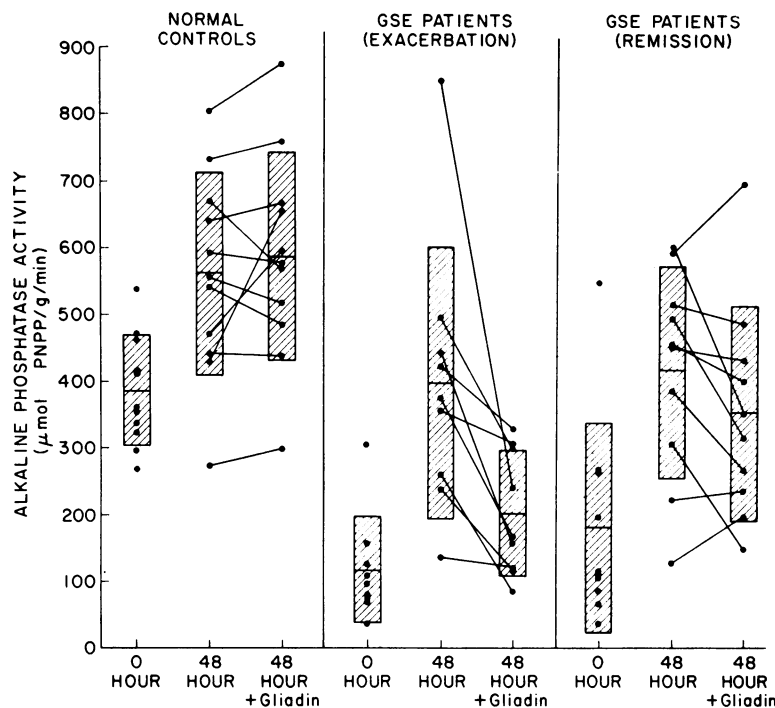 NORMAL
CONTROLS
GSE PATIENTS
(EXACERBATION)
GSE PATIENTS
(REMISSION)
ALKALINE PHOSPHATASE ACTIVITY
(μmol PNPP/g/min)
900
800
700
600
500
400
300
200
100
0
0
HOUR
48
HOUR
48
HOUR
+Gliadin
0
HOUR
48
HOUR
48
HOUR
+Gliadin
0
HOUR
48
HOUR
48
HOUR
+Gliadin